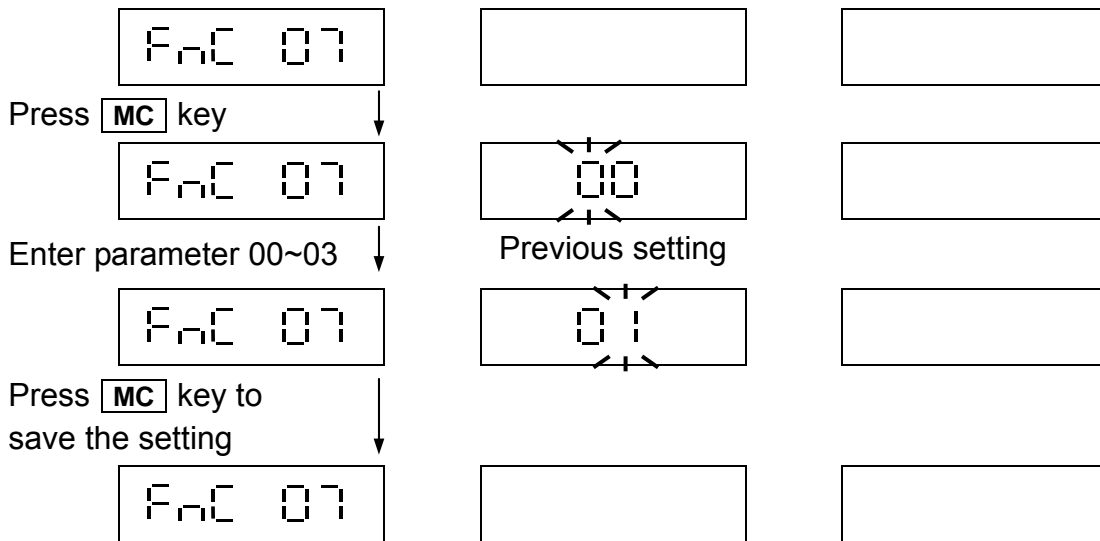 FnC 07
Press MC key
FnC 07 00
Enter parameter 00~03 Previous setting
FnC 07 01
Press MC key to
save the setting
FnC 07